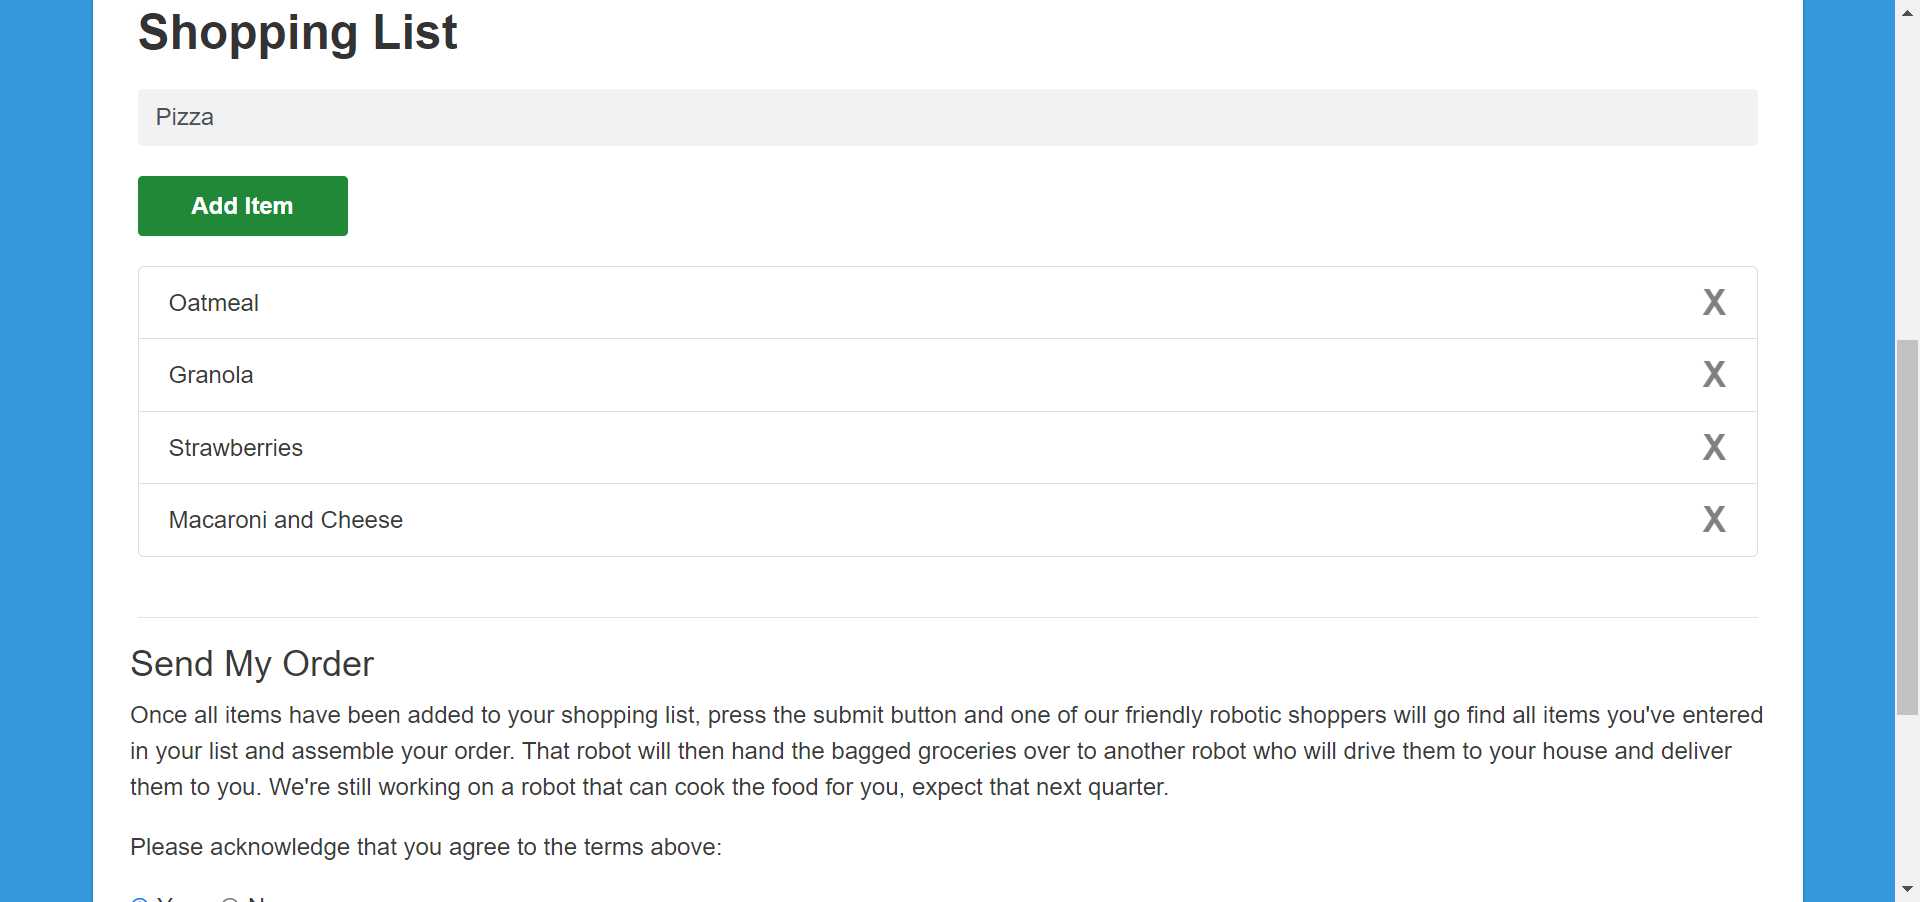 Shopping List
Pizza
Add Item
Oatmeal X
Granola X
Strawberries X
Macaroni and Cheese X
Send My Order
Once all items have been added to your shopping list, press the submit button and one of our friendly robotic shoppers will go find all items you've entered
in your list and assemble your order. That robot will then hand the bagged groceries over to another robot who will drive them to your house and deliver
them to you. We're still working on a robot that can cook the food for you, expect that next quarter.
Please acknowledge that you agree to the terms above: